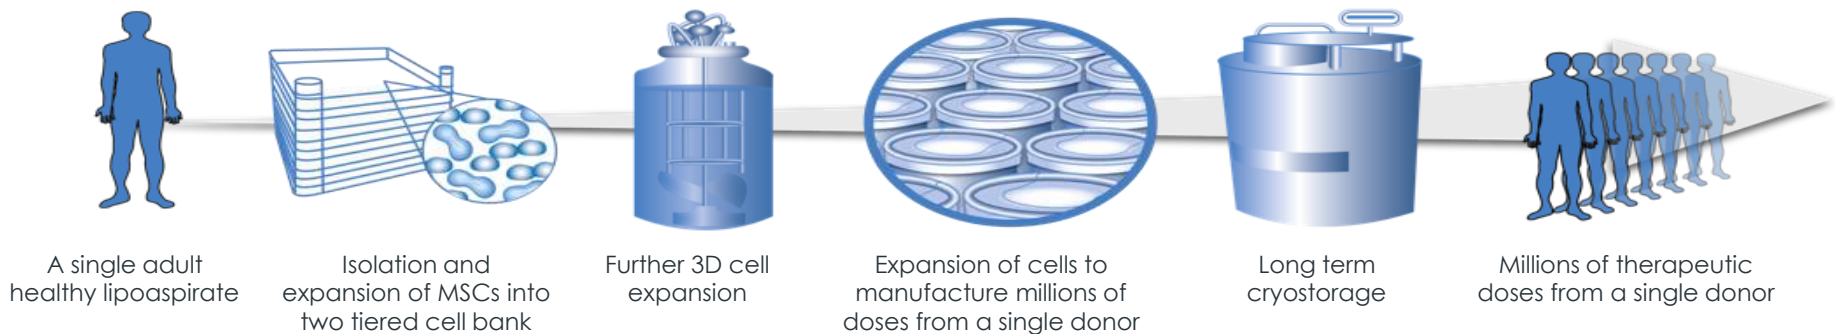 A single adult
healthy lipoaspirate
Isolation and
expansion of MSCs into
two tiered cell bank
Further 3D cell
expansion
Expansion of cells to
manufacture millions of
doses from a single donor
Long term
cryostorage
Millions of therapeutic
doses from a single donor